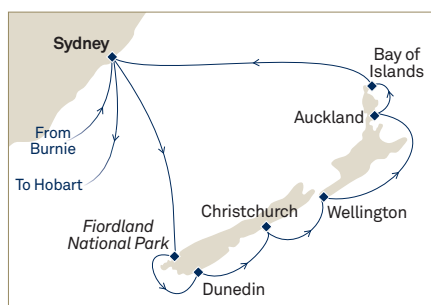 Sydney
Bay of
Islands
Auckland
From
Burnie
To Hobart
Christchurch
Wellington
Fiordland
National Park
Dunedin